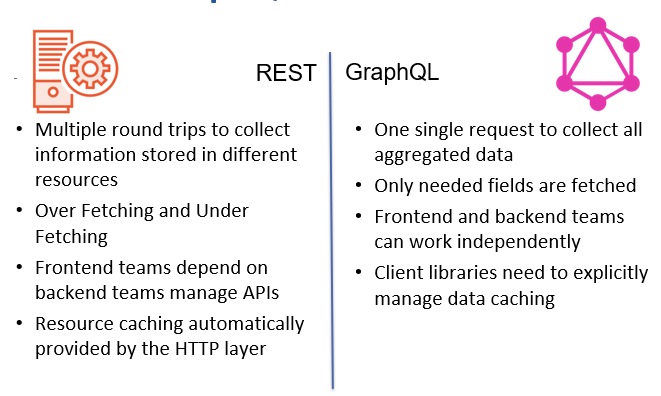 REST
• Multiple round trips to collect
information stored in different
resources
• Over Fetching and Under
Fetching
• Frontend teams depend on
backend teams manage APIs
• Resource caching automatically
provided by the HTTP layer
GraphQL
• One single request to collect all
aggregated data
• Only needed fields are fetched
• Frontend and backend teams
can work independently
• Client libraries need to explicitly
manage data caching